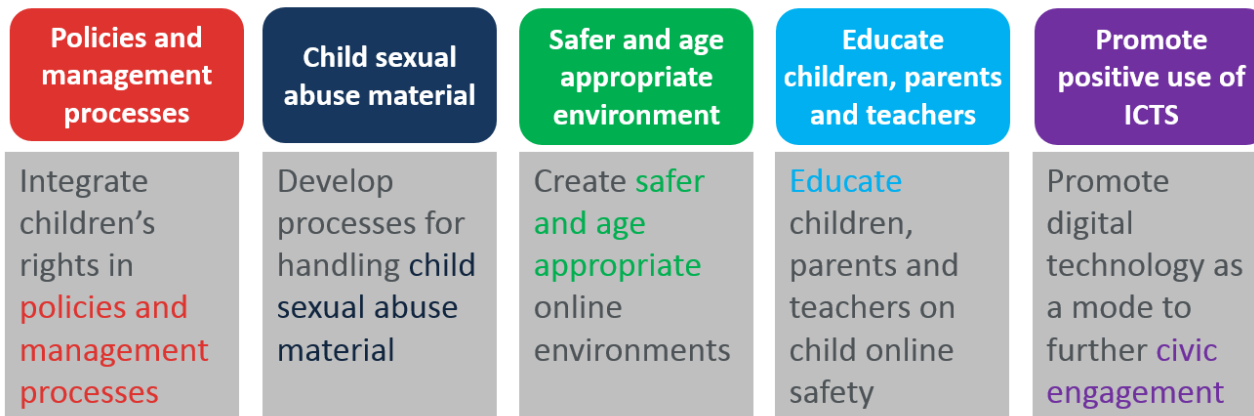 Policies and
management
processes
Child sexual
abuse material
Safer and age
appropriate
environment
Educate
children, parents
and teachers
Promote
positive use of
ICTS
Integrate
children's
rights in
policies and
management
processes
Develop
processes for
handling child
sexual abuse
material
Create safer
and age
appropriate
online
environments
Educate
children,
parents and
teachers on
child online
safety
Promote
digital
technology as
a mode to
further civic
engagement